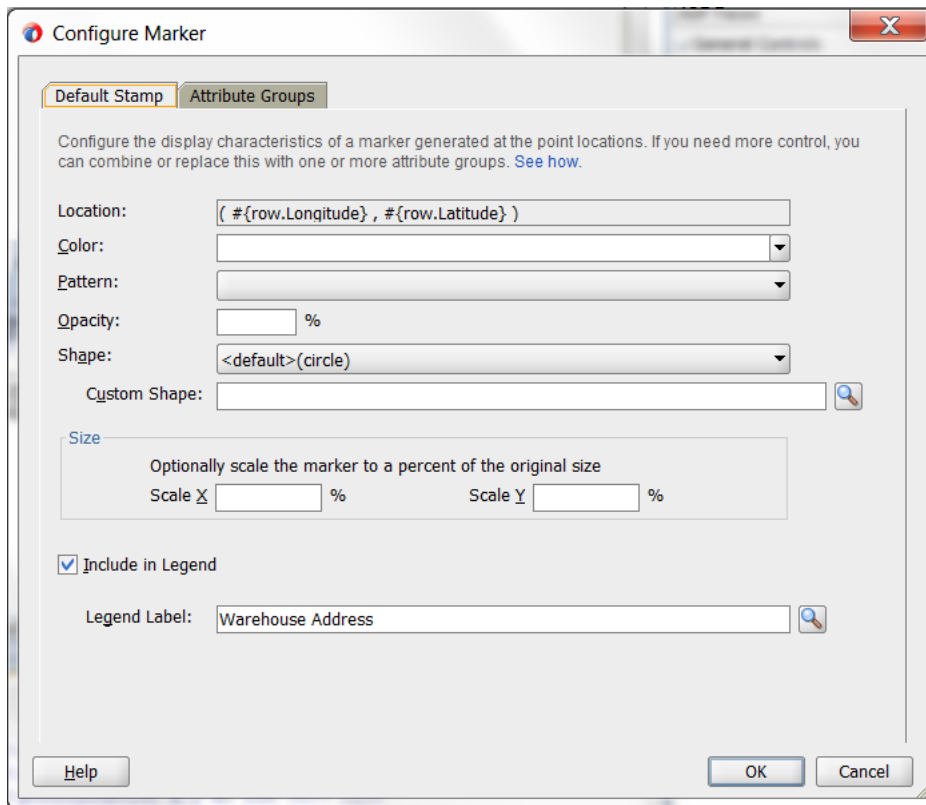 Configure Marker
General Controls
Default Stamp
Attribute Groups
Configure the display characteristics of a marker generated at the point locations. If you need more control, you
can combine or replace this with one or more attribute groups. See how.
Location:
( #{row.Longitude} , #{row.Latitude} )
Color:
Pattern:
Opacity:
%
Shape:
<default>(circle)
Custom Shape:
Size
Optionally scale the marker to a percent of the original size
Scale X
%
Scale Y
%
Include in Legend
Legend Label:
Warehouse Address
Help
OK
Cancel